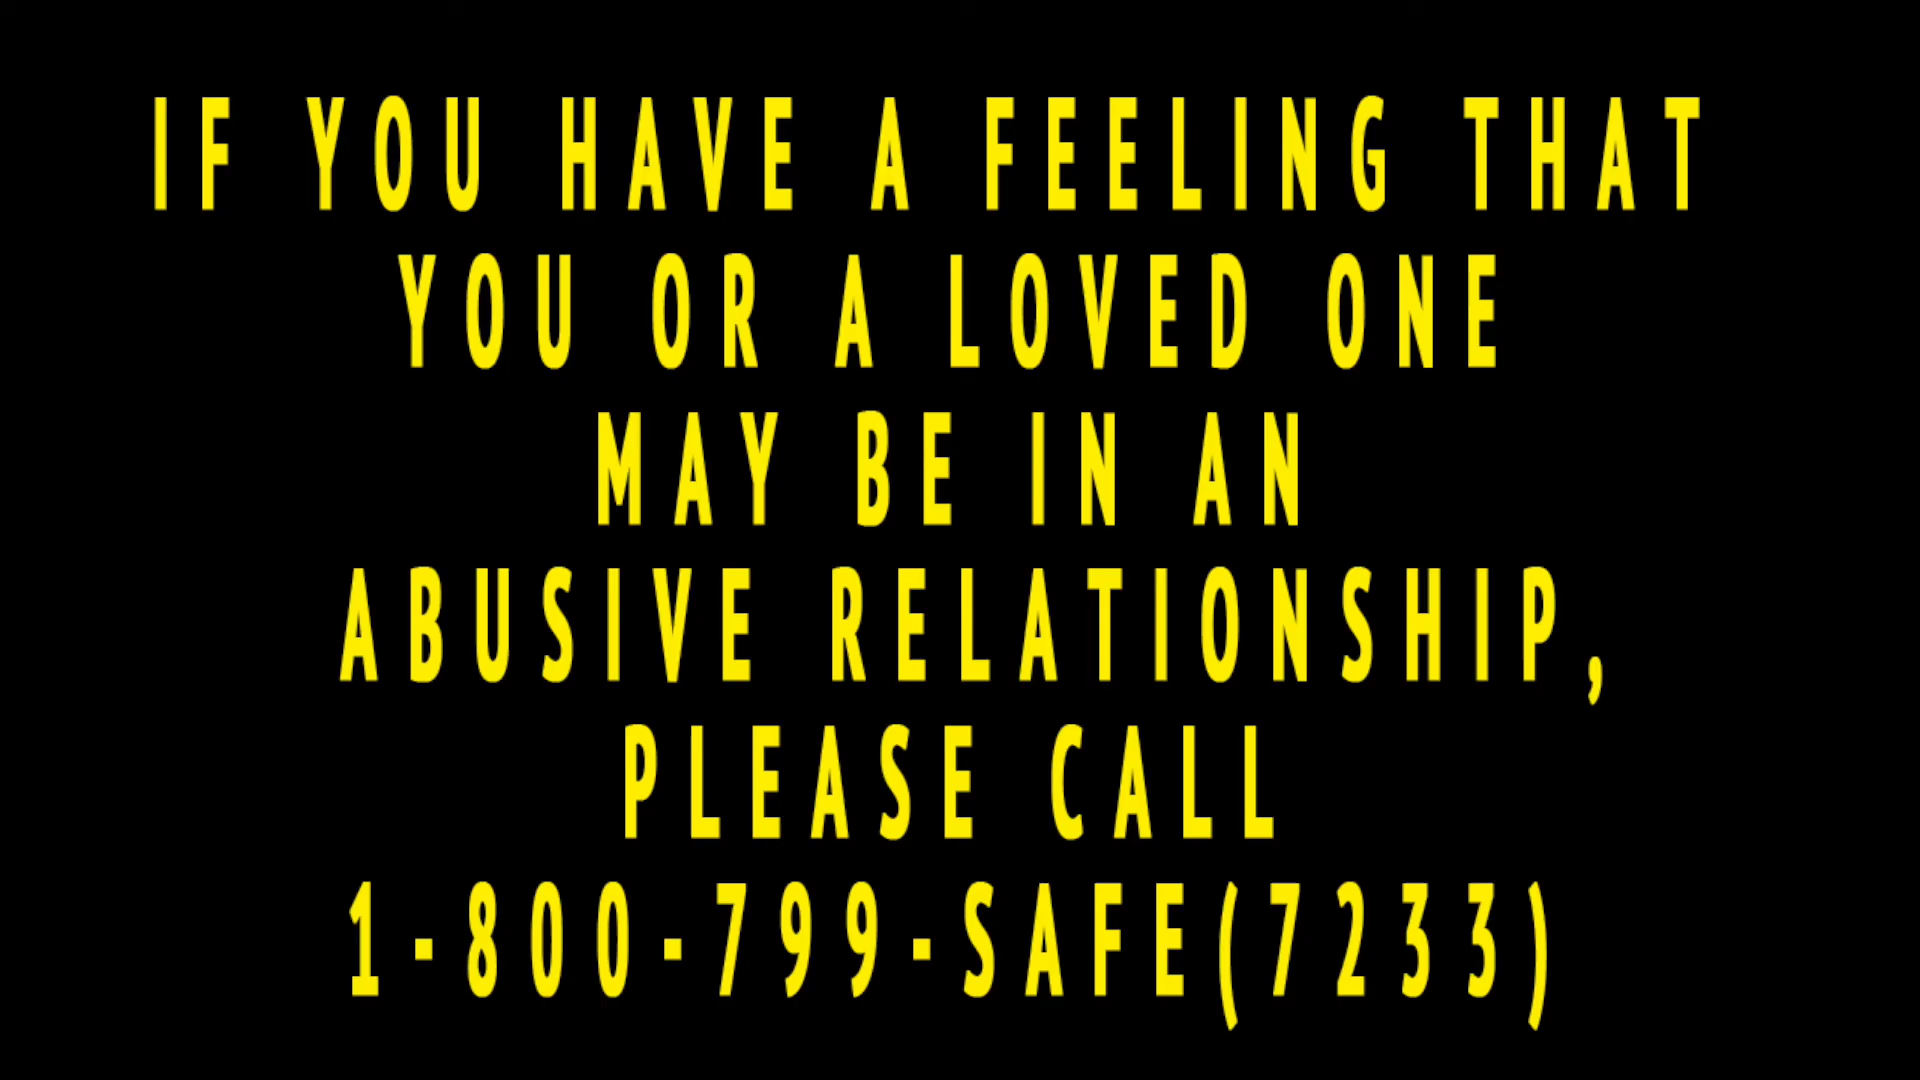 IF YOU HAVE A FEELING THAT
YOU OR A LOVED ONE
MAY BE IN AN
ABUSIVE RELATIONSHIP,
PLEASE CALL
1-800-799-SAFE(7233)